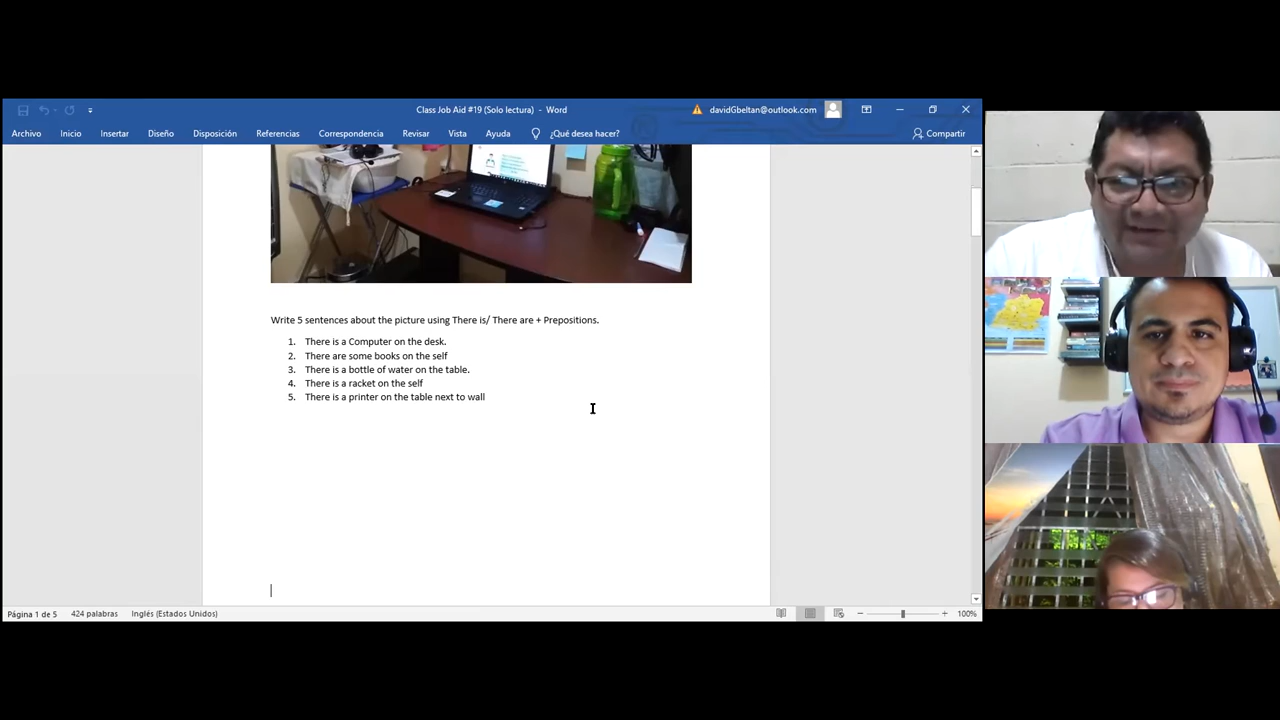 Class Job Aid #19 (Solo lectura) - Word
davidGbeltan@outlook.com
Archivo Inicio Insertar Diseño Disposición Referencias Correspondencia Revisar Vista Ayuda ¿Qué desea hacer? Compartir
Write 5 sentences about the picture using There is/ There are + Prepositions.
1. There is a Computer on the desk.
2. There are some books on the self
3. There is a bottle of water on the table.
4. There is a racket on the self
5. There is a printer on the table next to wall
Página 1 de 5 424 palabras Inglés (Estados Unidos) 100%